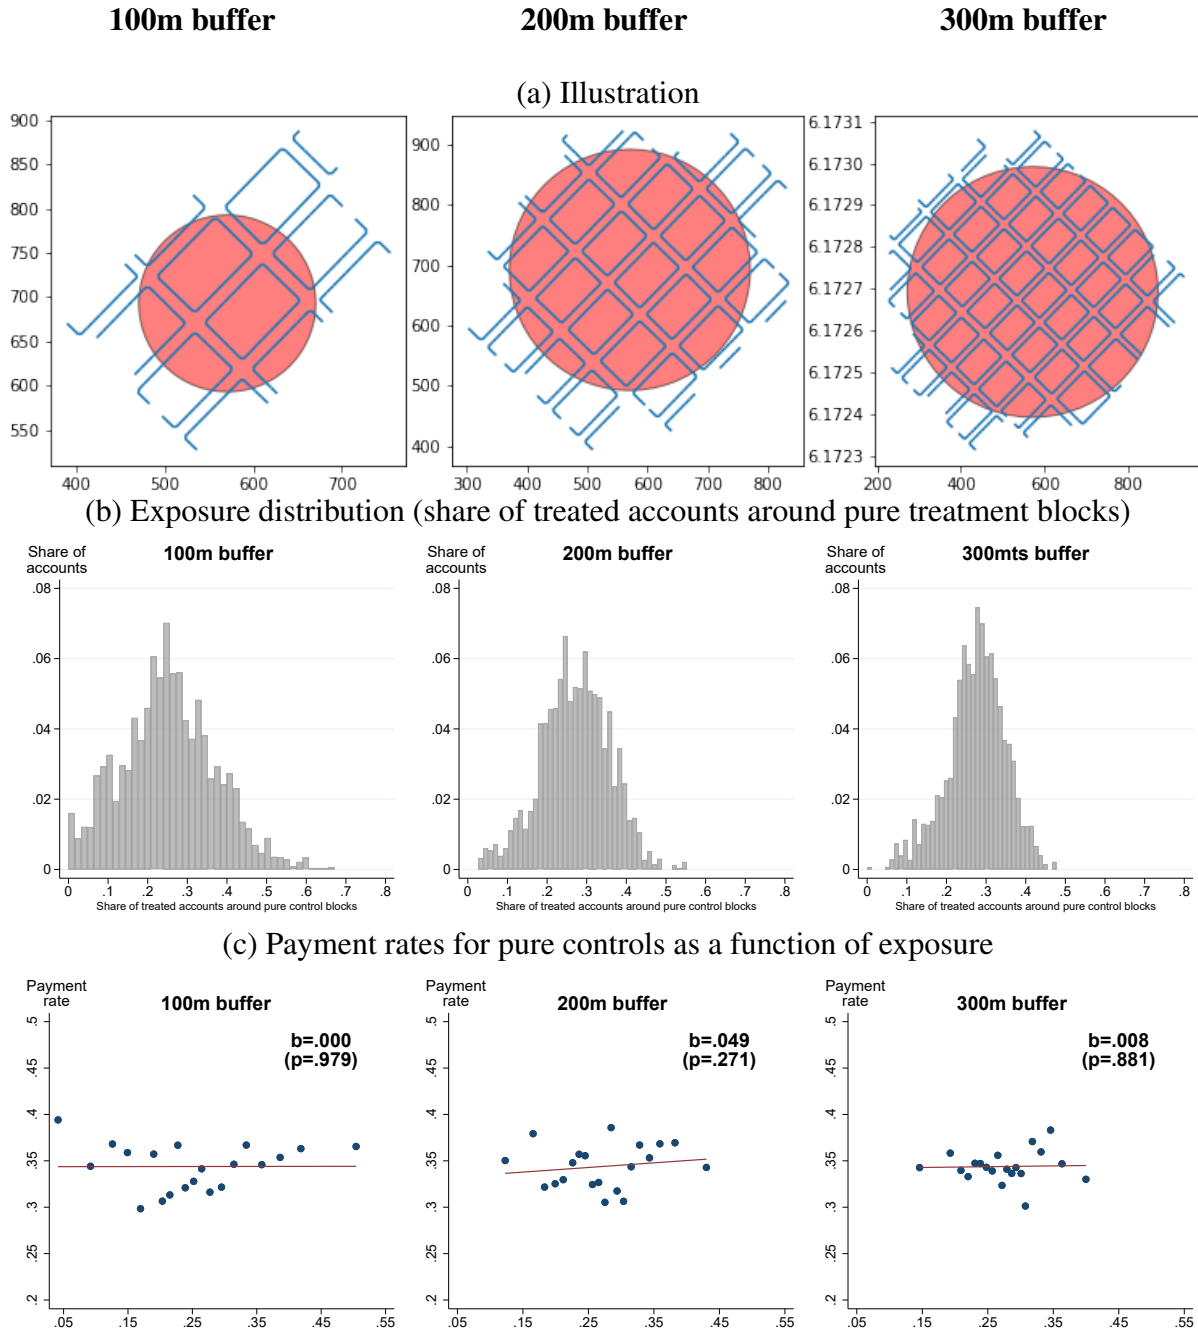 100m buffer 200m buffer 300m buffer
(a) Illustration
900
850
800
750
700
650
600
550
400 500 600 700
900
800
700
600
500
400
300 400 500 600 700 800
6.1731
6.1730
6.1729
6.1728
6.1727
6.1726
6.1725
6.1724
6.1723
200 400 600 800
(b) Exposure distribution (share of treated accounts around pure treatment blocks)
Share of
accounts
100m buffer
.08
.06
.04
.02
0
0 .1 .2 .3 .4 .5 .6 .7 .8
Share of treated accounts around pure control blocks
Share of
accounts
200m buffer
.08
.06
.04
.02
0
0 .1 .2 .3 .4 .5 .6 .7 .8
Share of treated accounts around pure control blocks
Share of
accounts
300mts buffer
.08
.06
.04
.02
0
0 .1 .2 .3 .4 .5 .6 .7 .8
Share of treated accounts around pure control blocks
(c) Payment rates for pure controls as a function of exposure
Payment
rate
100m buffer
b=.000
(p=.979)
.5
.45
.4
.35
.3
.25
.2
.05 .15 .25 .35 .45 .55
Payment
rate
200m buffer
b=.049
(p=.271)
.5
.45
.4
.35
.3
.25
.2
.05 .15 .25 .35 .45 .55
Payment
rate
300m buffer
b=.008
(p=.881)
.5
.45
.4
.35
.3
.25
.2
.05 .15 .25 .35 .45 .55